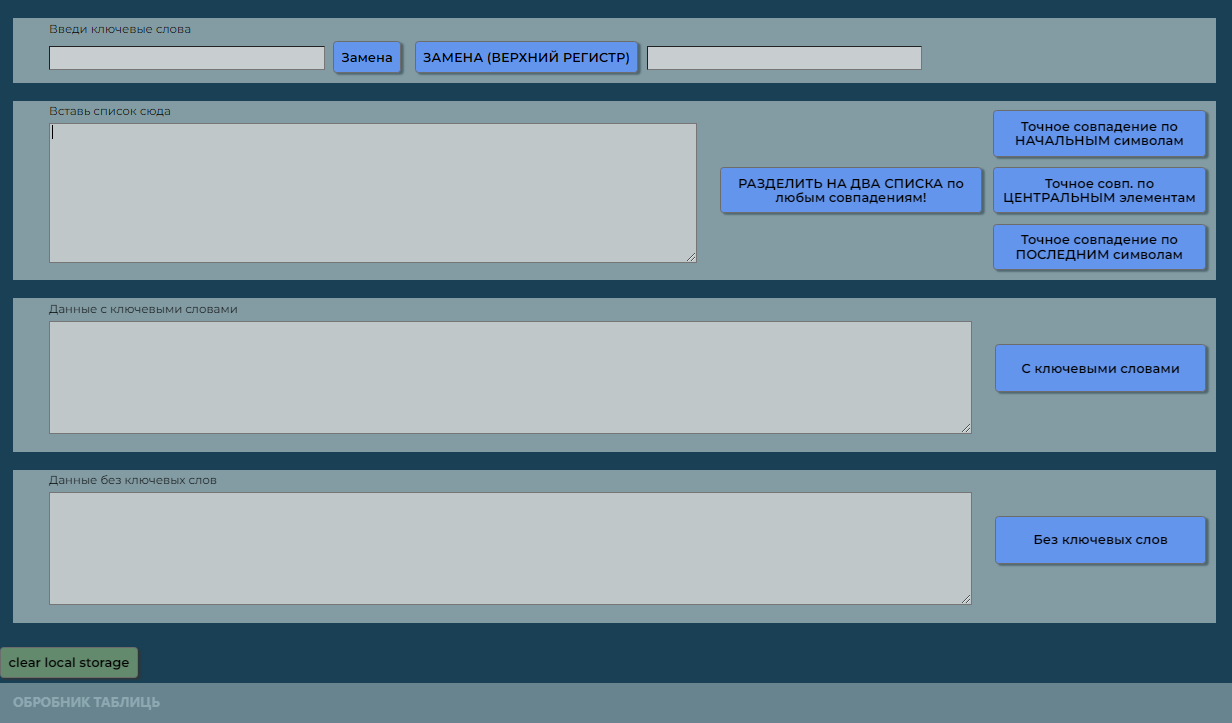 Введи ключевые слова
Замена
ЗАМЕНА (ВЕРХНИЙ РЕГИСТР)
Вставь список сюда
РАЗДЕЛИТЬ НА ДВА СПИСКА по
любым совпадениям!
Точное совпадение по
НАЧАЛЬНЫМ символам
Точное совп. по
ЦЕНТРАЛЬНЫМ элементам
Точное совпадение по
ПОСЛЕДНИМ символам
Данные с ключевыми словами
С ключевыми словами
Данные без ключевых слов
Без ключевых слов
clear local storage
ОБРОБНИК ТАБЛИЦЬ